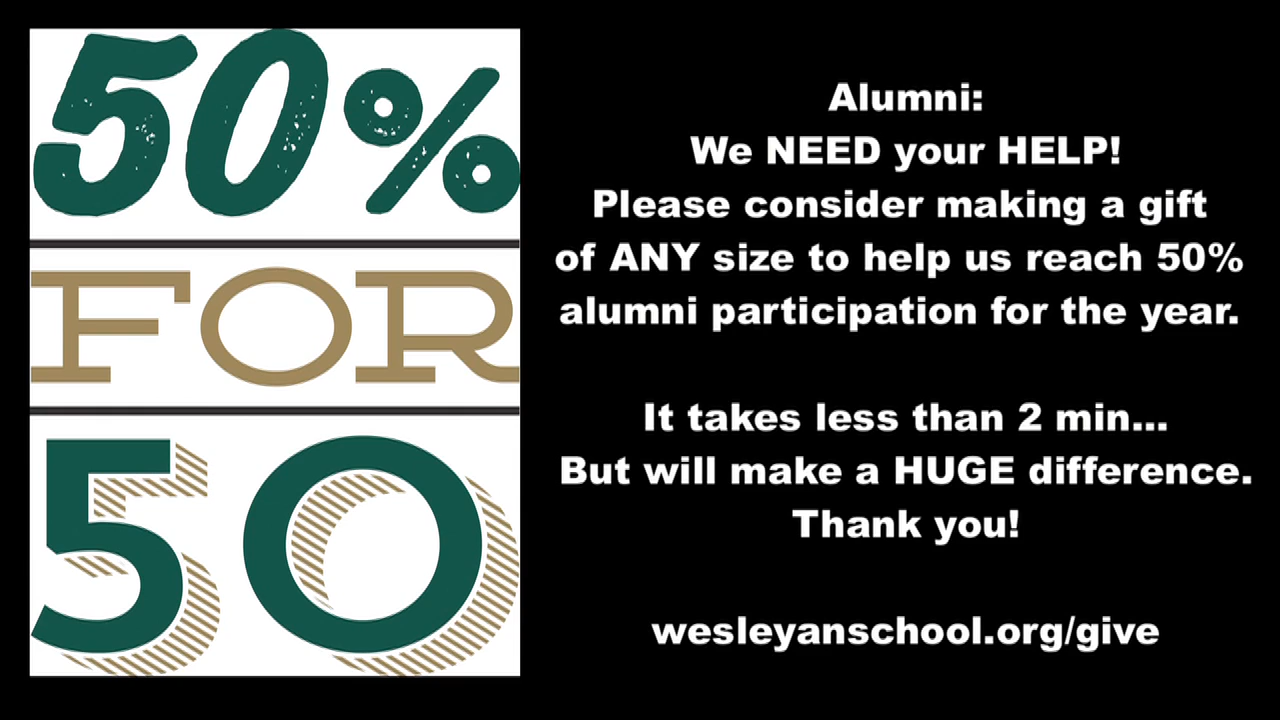 50%
FOR
50
Alumni:
We NEED your HELP!
Please consider making a gift
of ANY size to help us reach 50%
alumni participation for the year.
It takes less than 2 min...
But will make a HUGE difference.
Thank you!
wesleyanschool.org/give